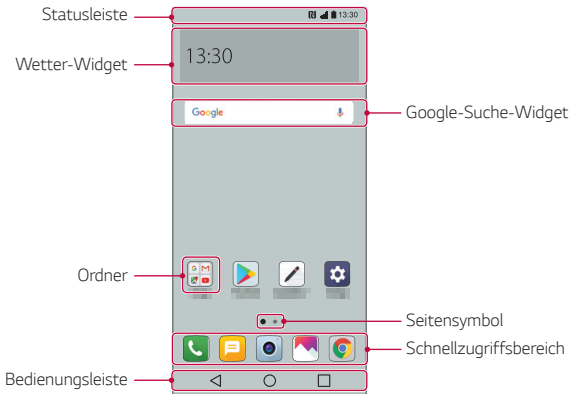 Statusleiste
13:30
Wetter-Widget
13:30
Google
Google-Suche-Widget
Ordner
Seitensymbol
Schnellzugriffsbereich
Bedienungsleiste